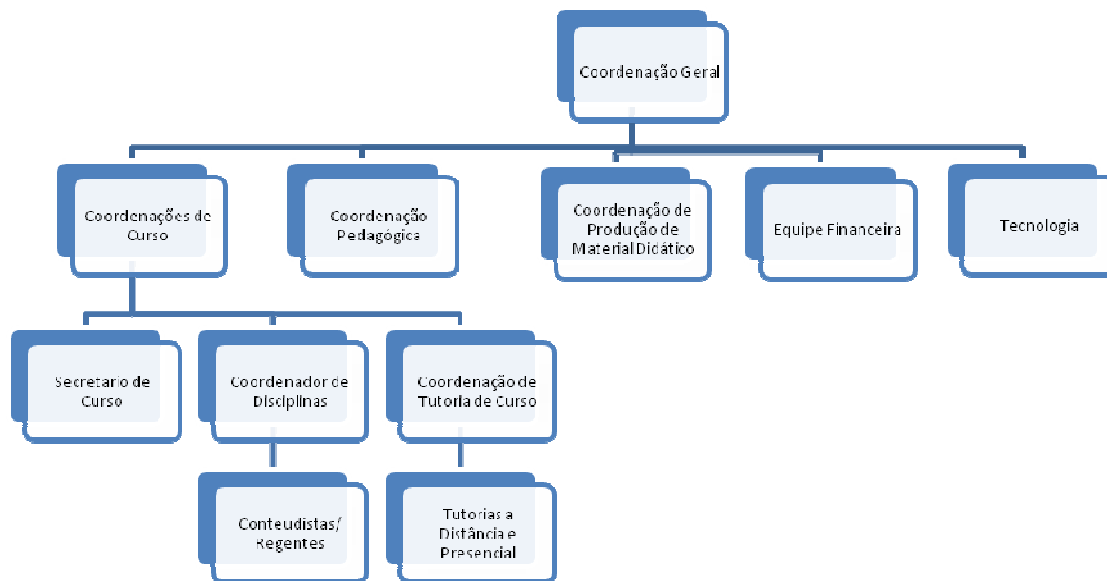 Coordenação Geral
Coordenações de
Curso
Coordenação
Pedagógica
Coordenação de
Produção de
Material Didático
Equipe Financeira
Tecnologia
Secretario de
Curso
Coordenador de
Disciplinas
Coordenação de
Tutoria de Curso
Conteudistas/
Regentes
Tutorias a
Distância e
Presencial